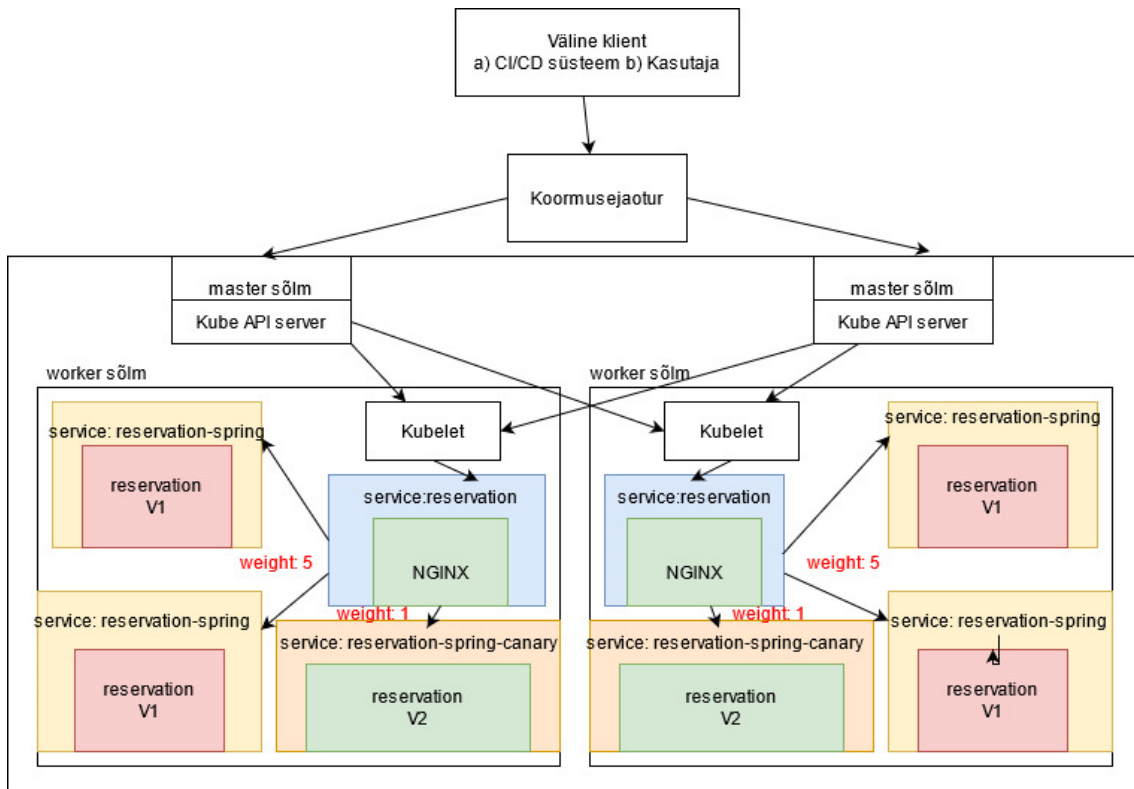 Väline klient
a) CI/CD süsteem b) Kasutaja
Koormusejaotur
master sõlm
Kube API server
master sõlm
Kube API server
worker sõlm
worker sõlm
service: reservation-spring
reservation
V1
Kubelet
service:reservation
NGINX
weight: 5
weight: 1
service: reservation-spring
reservation
V1
service: reservation-spring-canary
reservation
V2
Kubelet
service:reservation
NGINX
service: reservation-spring
reservation
V1
weight: 5
weight: 1
service: reservation-spring-canary
reservation
V2
service: reservation-spring
reservation
V1